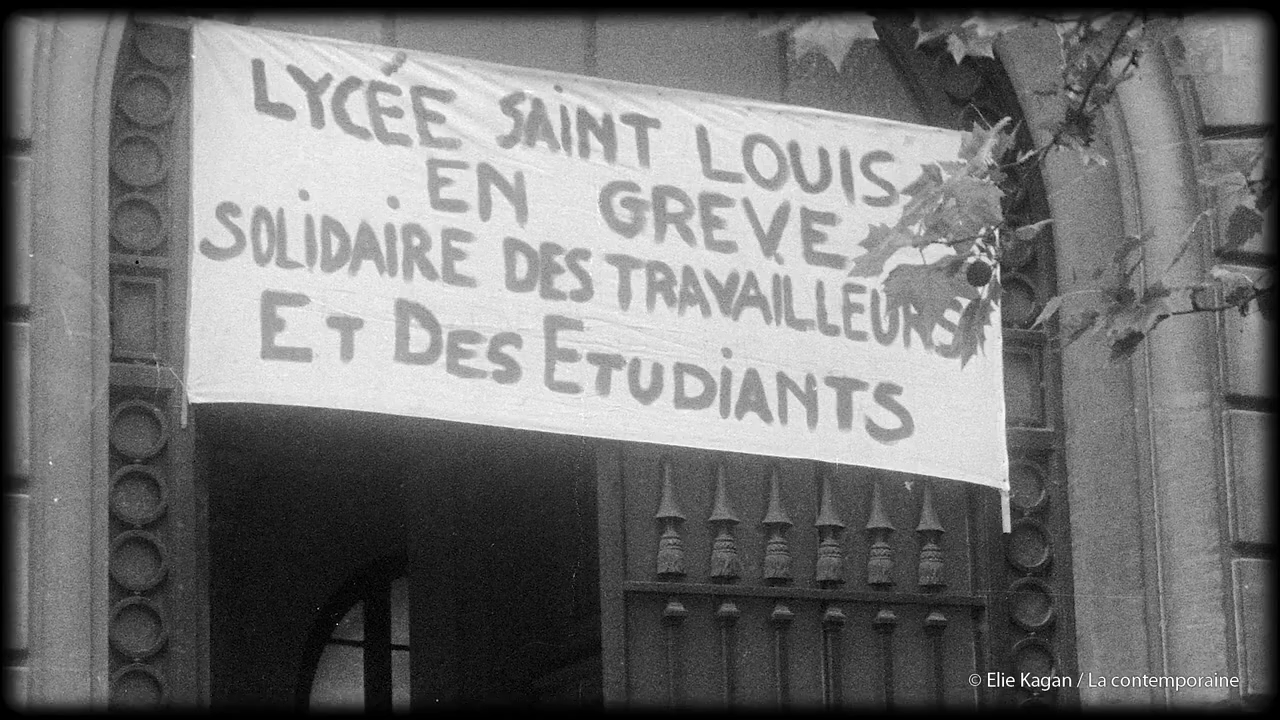 LYCÉE SAiNT LOUIS
EN GREVE
SOLiDAiRE DES TRAVAILLEURS
ET DES ETUDiANTS
© Elie Kagan / La contemporaine